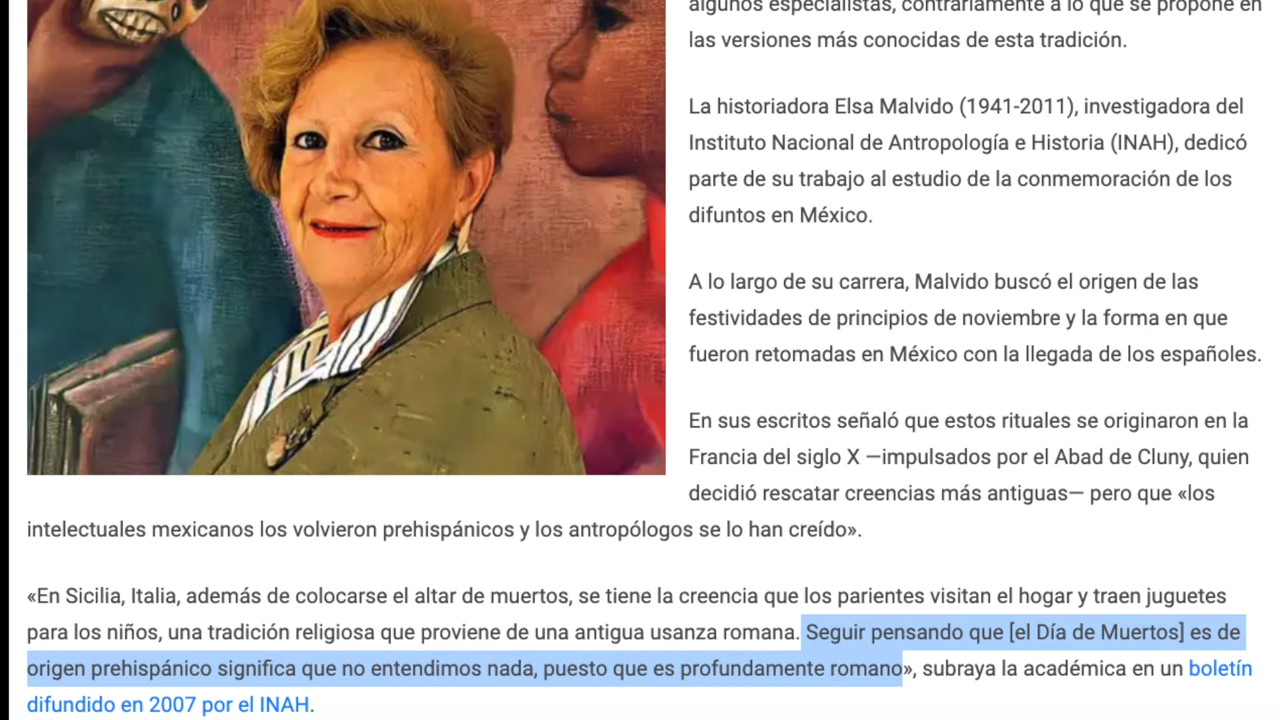 algunos especialistas, contrariamente a lo que se propone en
las versiones más conocidas de esta tradición.
La historiadora Elsa Malvido (1941-2011), investigadora del
Instituto Nacional de Antropología e Historia (INAH), dedicó
parte de su trabajo al estudio de la conmemoración de los
difuntos en México.
A lo largo de su carrera, Malvido buscó el origen de las
festividades de principios de noviembre y la forma en que
fueron retomadas en México con la llegada de los españoles.
En sus escritos señaló que estos rituales se originaron en la
Francia del siglo X —impulsados por el Abad de Cluny, quien
decidió rescatar creencias más antiguas— pero que «los
intelectuales mexicanos los volvieron prehispánicos y los antropólogos se lo han creído».
«En Sicilia, Italia, además de colocarse el altar de muertos, se tiene la creencia que los parientes visitan el hogar y traen juguetes
para los niños, una tradición religiosa que proviene de una antigua usanza romana. Seguir pensando que [el Día de Muertos] es de
origen prehispánico significa que no entendimos nada, puesto que es profundamente romano», subraya la académica en un boletín
difundido en 2007 por el INAH.